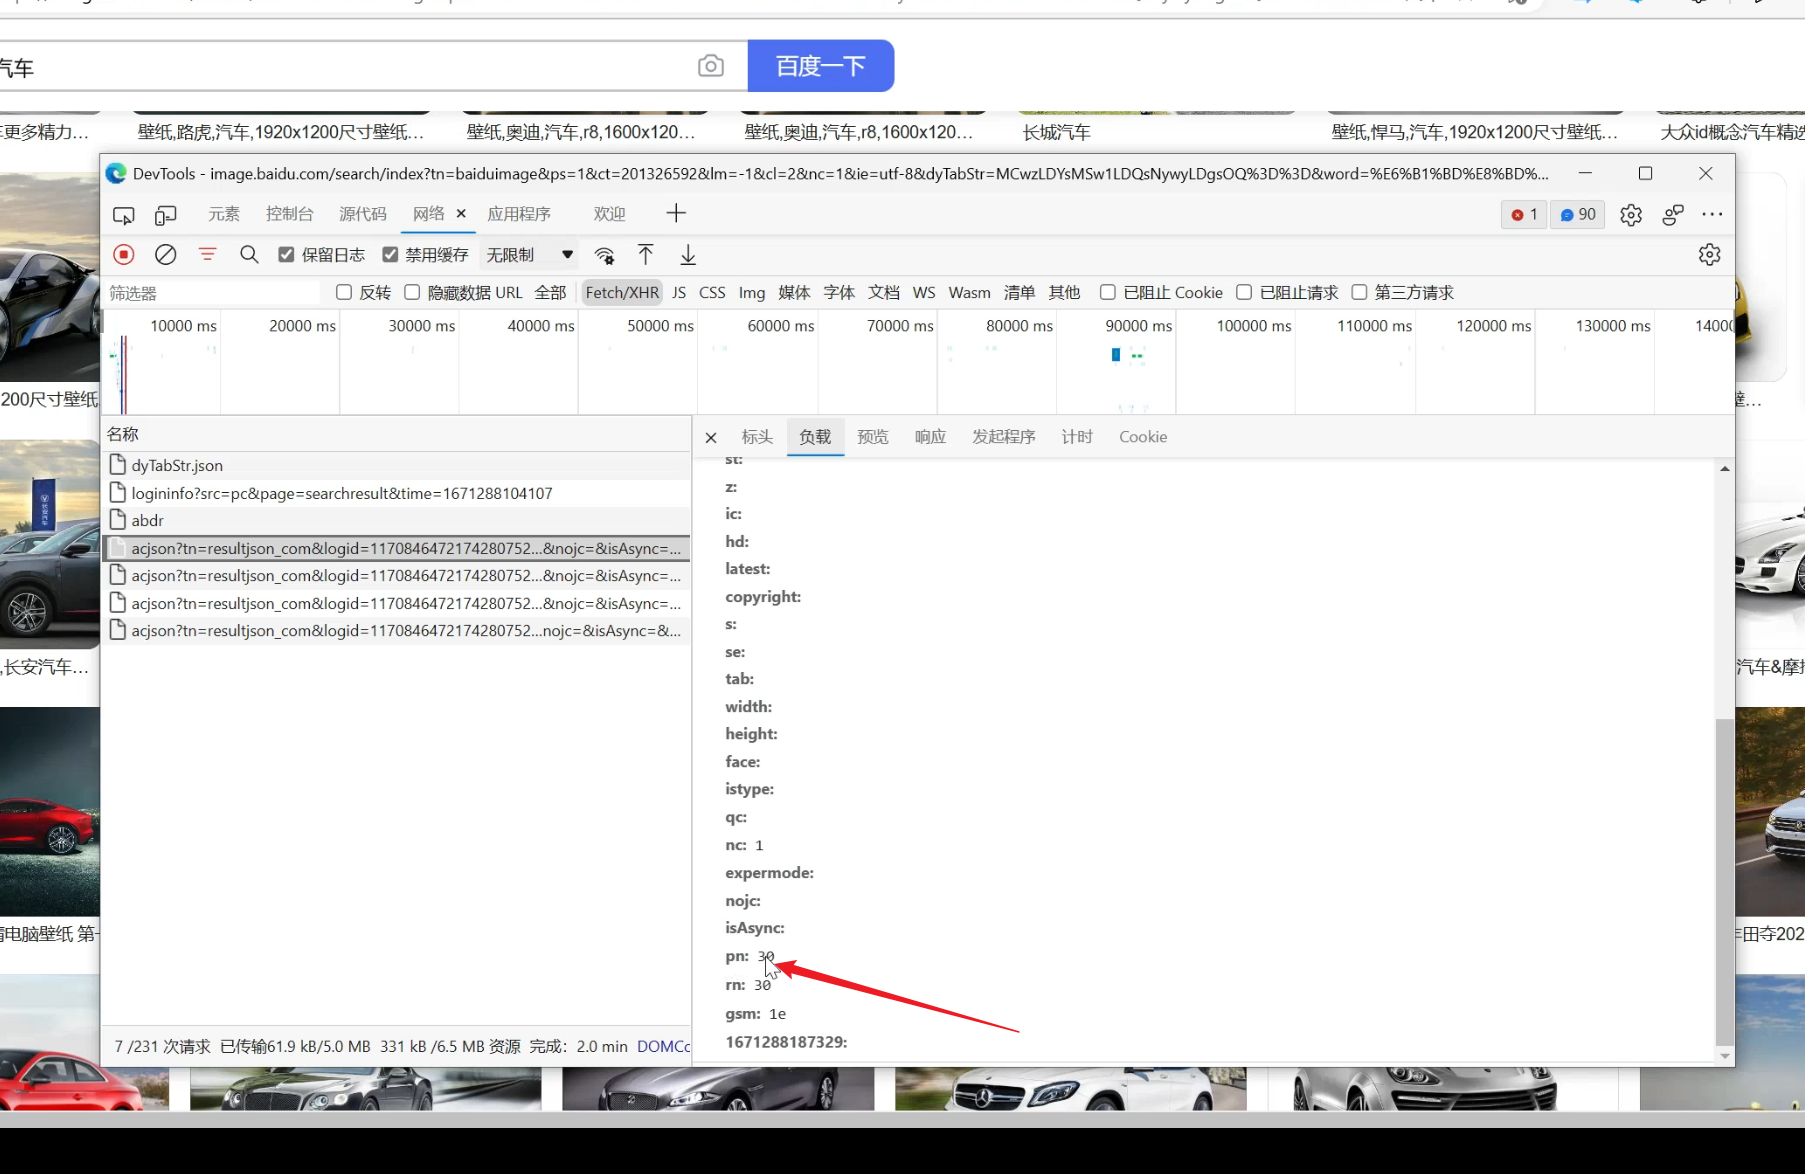 汽车
百度一下
更多精力...
壁纸,路虎,汽车,1920x1200尺寸壁纸...
壁纸,奥迪,汽车,r8,1600x120...
壁纸,奥迪,汽车,r8,1600x120...
长城汽车
壁纸,悍马,汽车,1920x1200尺寸壁纸...
大众id概念汽车精选
DevTools - image.baidu.com/search/index?tn=baiduimage&ps=1&ct=201326592&lm=-1&cl=2&nc=1&ie=utf-8&dyTabStr=MCwzLDYsMSw1LDQsNywyLDgsOQ%3D%3D&word=%E6%B1%BD%E8%BD%...
元素 控制台 源代码 网络 应用程序 欢迎
1 90
保留日志 禁用缓存 无限制
筛选器 反转 隐藏数据 URL 全部 Fetch/XHR JS CSS Img 媒体 字体 文档 WS Wasm 清单 其他 已阻止 Cookie 已阻止请求 第三方请求
10000 ms 20000 ms 30000 ms 40000 ms 50000 ms 60000 ms 70000 ms 80000 ms 90000 ms 100000 ms 110000 ms 120000 ms 130000 ms 1400
200尺寸壁纸
壁...
名称
标头 负载 预览 响应 发起程序 计时 Cookie
dyTabStr.json
logininfo?src=pc&page=searchresult&time=1671288104107
abdr
acjson?tn=resultjson_com&logid=1170846472174280752...&nojc=&isAsync=...
acjson?tn=resultjson_com&logid=1170846472174280752...&nojc=&isAsync=...
acjson?tn=resultjson_com&logid=1170846472174280752...&nojc=&isAsync=...
acjson?tn=resultjson_com&logid=1170846472174280752...nojc=&isAsync=&...
st:
z:
ic:
hd:
latest:
copyright:
s:
se:
tab:
width:
height:
face:
istype:
qc:
nc: 1
expermode:
nojc:
isAsync:
pn: 30
rn: 30
gsm: 1e
1671288187329:
,长安汽车...
汽车&摩
电脑壁纸 第一
田夺202
7 /231 次请求 已传输61.9 kB/5.0 MB 331 kB /6.5 MB 资源 完成：2.0 min DOMCo